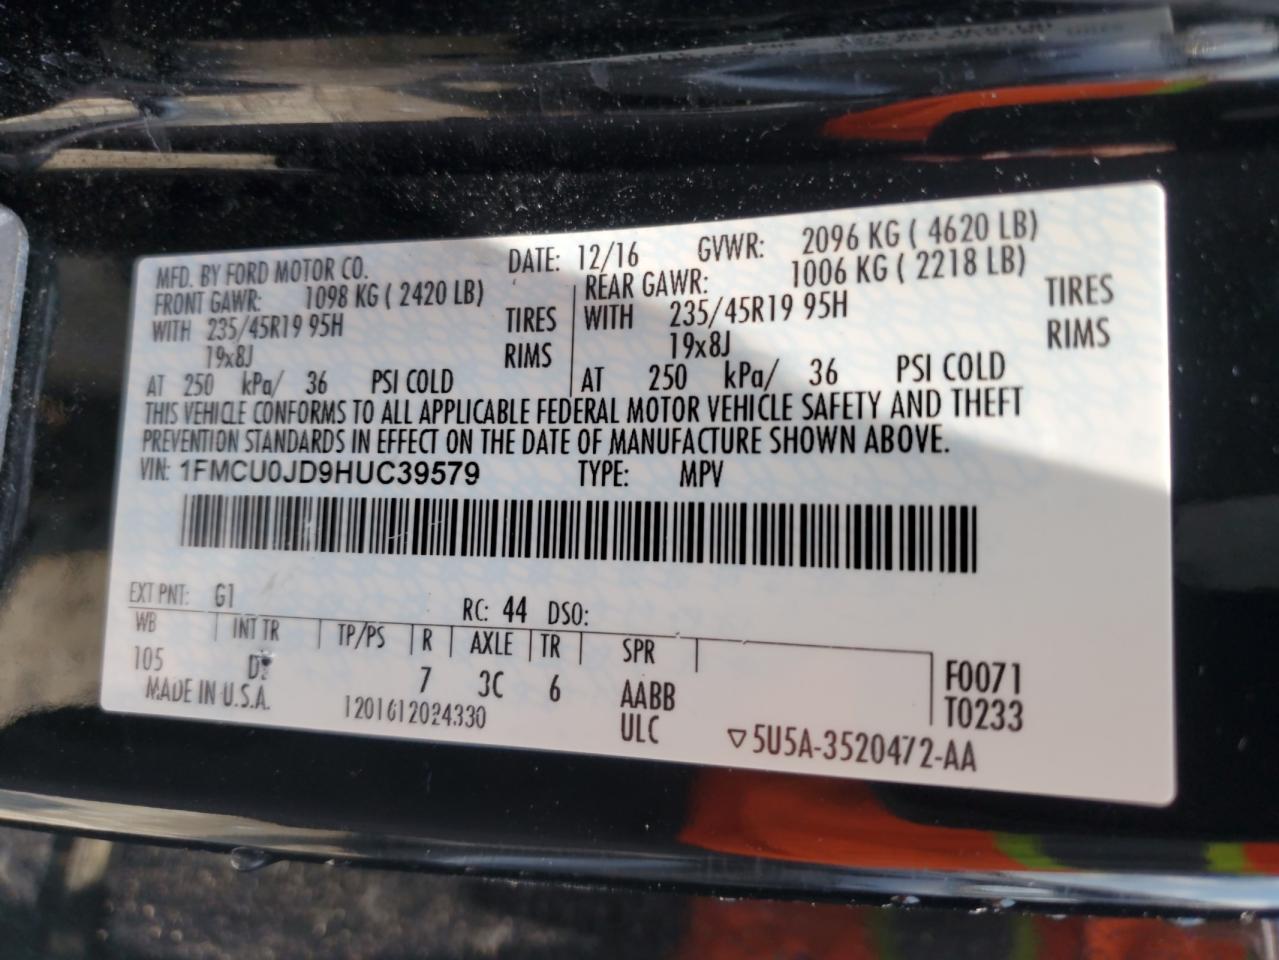 MFD. BY FORD MOTOR CO. DATE: 12/16 GVWR: 2096 KG ( 4620 LB)
FRONT GAWR: 1098 KG ( 2420 LB) REAR GAWR: 1006 KG ( 2218 LB)
WITH 235/45R19 95H TIRES WITH 235/45R19 95H TIRES
19x8J RIMS 19x8J RIMS
AT 250 kPa/ 36 PSI COLD AT 250 kPa/ 36 PSI COLD
THIS VEHICLE CONFORMS TO ALL APPLICABLE FEDERAL MOTOR VEHICLE SAFETY AND THEFT
PREVENTION STANDARDS IN EFFECT ON THE DATE OF MANUFACTURE SHOWN ABOVE.
VIN: 1FMCU0JD9HUC39579 TYPE: MPV
EXT PNT: G1 RC: 44 DSO:
WB INT TR TP/PS R AXLE TR SPR
105 7 3C 6 AABB F0071
MADE IN U.S.A. 1201612024330 ULC T0233
▽5U5A-3520472-AA